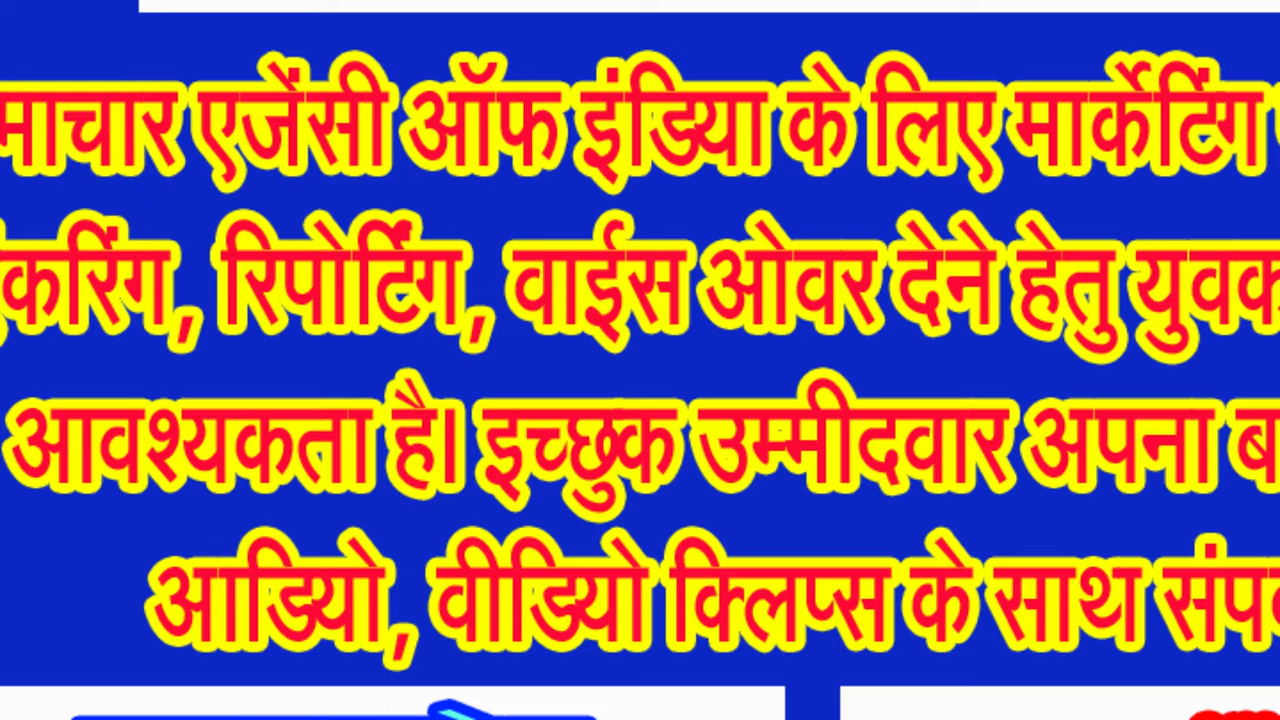 माचार एजेंसी ऑफ इंडिया के लिए मार्केटिंग
करिंग, रिपोर्टिंग, वाईस ओवर देने हेतु युवक
आवश्यकता है। इच्छुक उम्मीदवार अपना ब
आडियो, वीडियो क्लिप्स के साथ संप